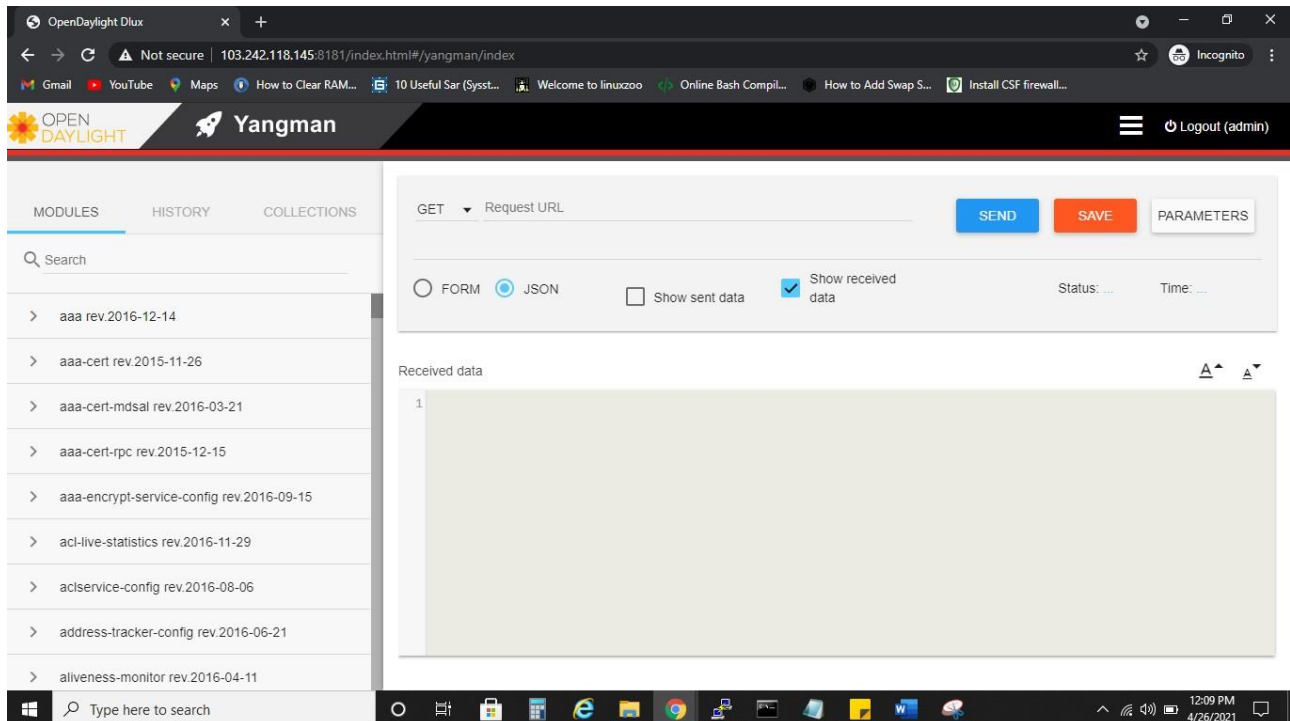 OpenDaylight Dlux
Not secure | 103.242.118.145:8181/index.html#/yangman/index
Incognito
Gmail YouTube Maps How to Clear RAM... 10 Useful Sar (Syst... Welcome to linuxzoo Online Bash Compil... How to Add Swap S... Install CSF firewall...
OPEN
DAYLIGHT
Yangman
Logout (admin)
MODULES HISTORY COLLECTIONS
Search
aaa rev.2016-12-14
aaa-cert rev.2015-11-26
aaa-cert-mdsal rev.2016-03-21
aaa-cert-rpc rev.2015-12-15
aaa-encrypt-service-config rev.2016-09-15
acl-live-statistics rev.2016-11-29
aclservice-config rev.2016-08-06
address-tracker-config rev.2016-06-21
aliveness-monitor rev.2016-04-11
GET Request URL
SEND SAVE PARAMETERS
FORM JSON Show sent data
Show received
data
Status: ... Time: ...
Received data
A A
1
Type here to search
12:09 PM
4/26/2021